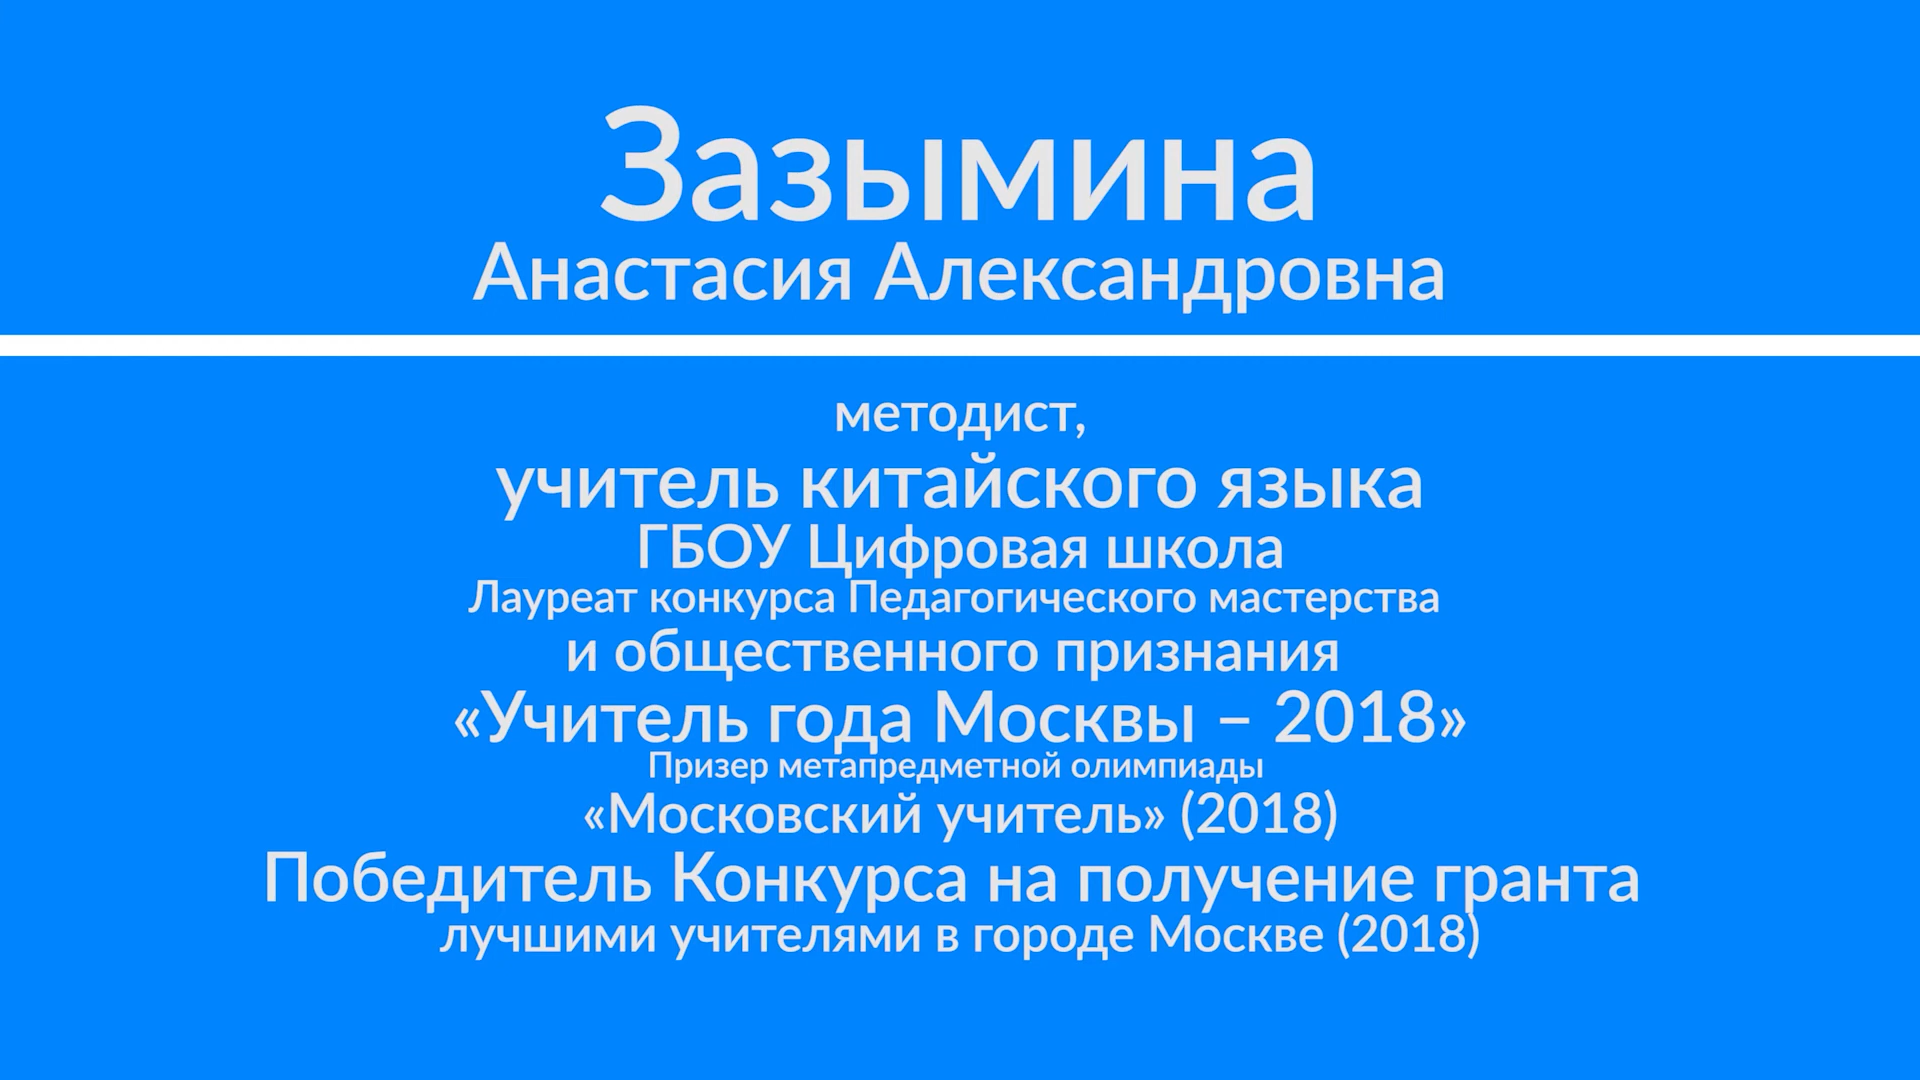 Зазымина
Анастасия Александровна
методист,
учитель китайского языка
ГБОУ Цифровая школа
Лауреат конкурса Педагогического мастерства
и общественного признания
«Учитель года Москвы – 2018»
Призер метапредметной олимпиады
«Московский учитель» (2018)
Победитель Конкурса на получение гранта
лучшими учителями в городе Москве (2018)